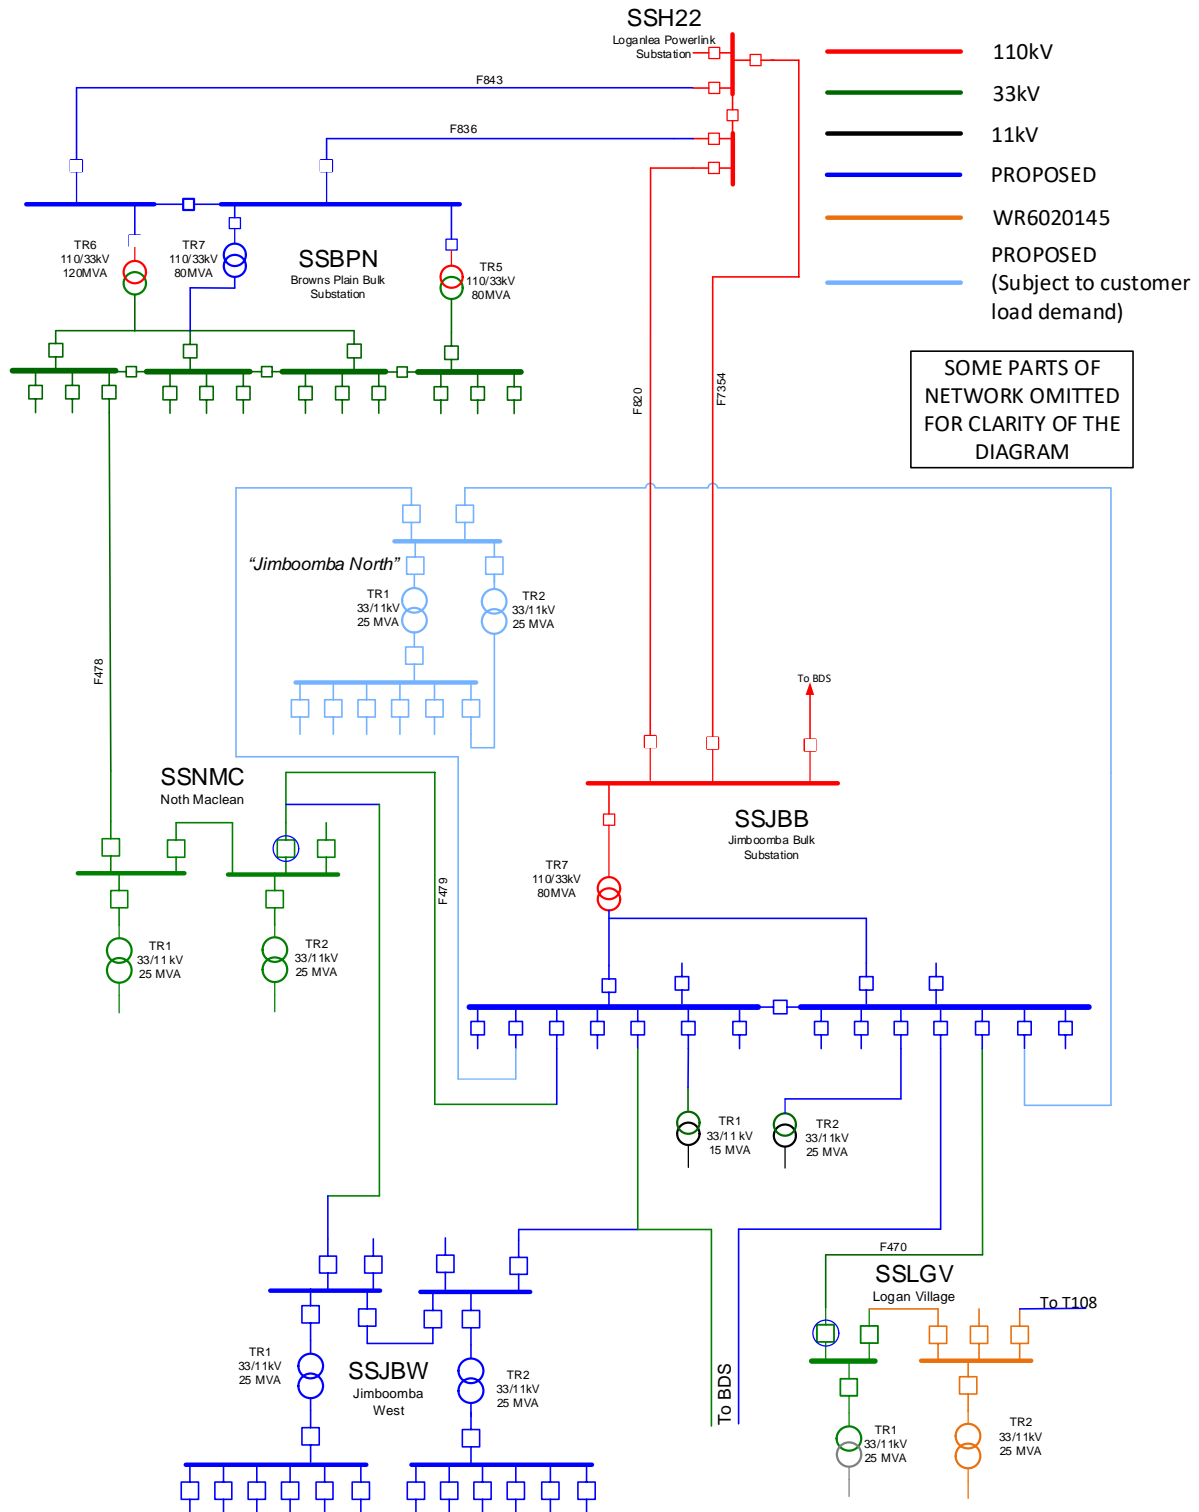 SSH22
Loganlea Powerlink
Substation
110kV
33kV
11kV
PROPOSED
WR6020145
PROPOSED
(Subject to customer
load demand)
SOME PARTS OF
NETWORK OMITTED
FOR CLARITY OF THE
DIAGRAM
F843
F836
TR6
110/33kV
120MVA
TR7
110/33kV
80MVA
SSBPN
Browns Plain Bulk
Substation
TR5
110/33kV
80MVA
F820
F7354
"Jimboomba North"
TR1
33/11kV
25 MVA
TR2
33/11kV
25 MVA
F478
To BDS
SSNMC
Noth Maclean
SSJBB
Jimboomba Bulk
Substation
TR7
110/33kV
80MVA
F479
TR1
33/11 kV
25 MVA
TR2
33/11 kV
25 MVA
TR1
33/11 kV
15 MVA
TR2
33/11kV
25 MVA
F470
SSLGV
Logan Village
To T108
TR1
33/11kV
25 MVA
SSJBW
Jimboomba
West
TR2
33/11kV
25 MVA
To BDS
TR1
33/11kV
25 MVA
TR2
33/11kV
25 MVA